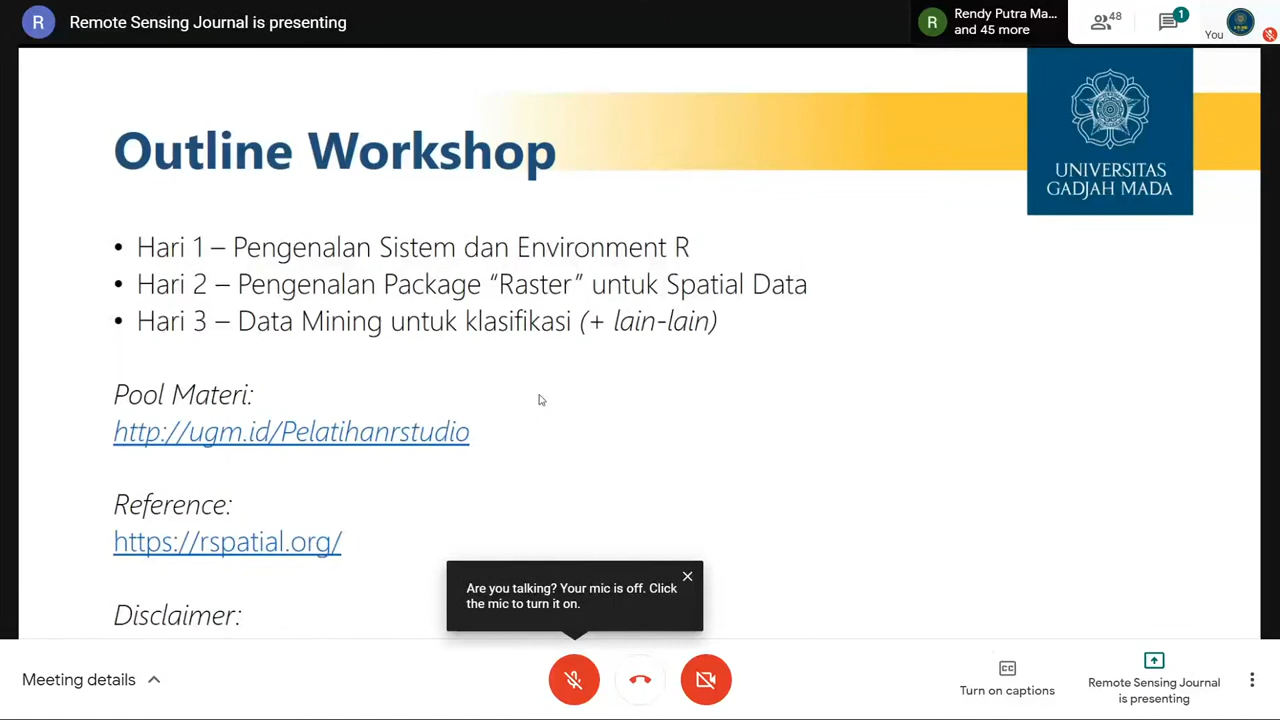 R Remote Sensing Journal is presenting
R Rendy Putra Ma...
and 45 more
48
1
You
Outline Workshop
UNIVERSITAS
GADJAH MADA
• Hari 1 – Pengenalan Sistem dan Environment R
• Hari 2 – Pengenalan Package “Raster” untuk Spatial Data
• Hari 3 – Data Mining untuk klasifikasi (+ lain-lain)
Pool Materi:
http://ugm.id/Pelatihanrstudio
Reference:
https://rspatial.org/
Disclaimer:
Are you talking? Your mic is off. Click
the mic to turn it on.
Meeting details
CC
Turn on captions
Remote Sensing Journal
is presenting